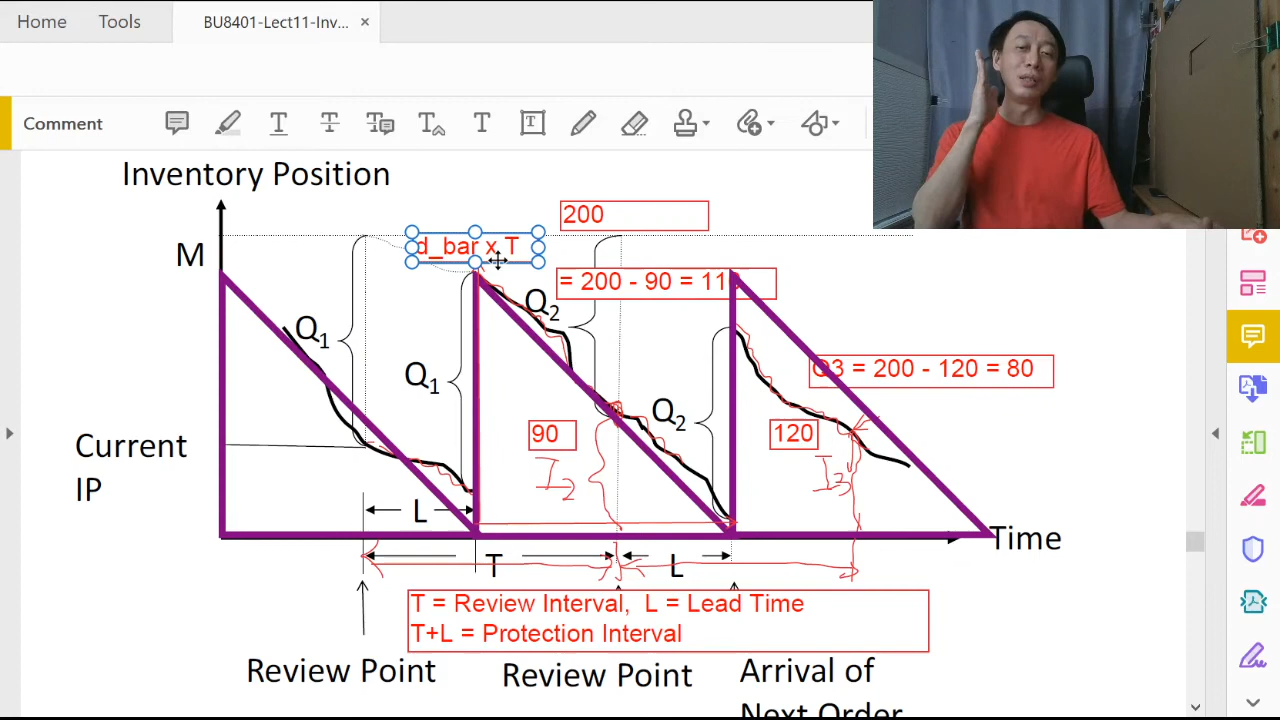 Home Tools BU8401-Lect11-Inv... ×
Comment
Inventory Position
200
M
d_bar x T
= 200 - 90 = 11
Q2
Q1
Q1
Q3 = 200 - 120 = 80
Q2
90
120
Current
IP
I2
I3
L
Time
T
L
T = Review Interval, L = Lead Time
T+L = Protection Interval
Review Point
Review Point
Arrival of
Next Order